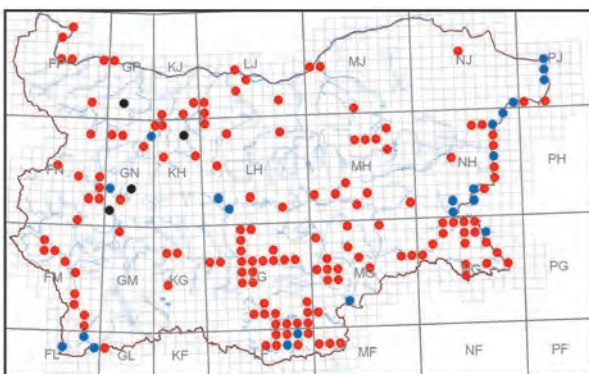 FP GP KJ LJ MJ NJ PJ
FN GN KH LH MH NH PH
FM GM KG G MG NG PG
FL GL KF LF MF NF PF